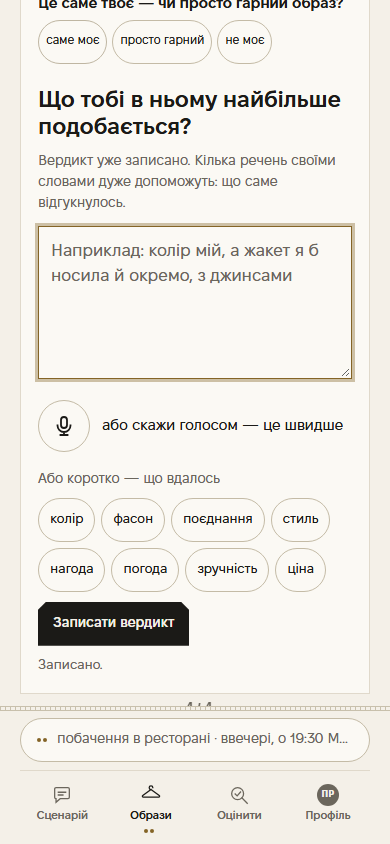 Це саме твоє — чи просто гарний образ?
саме моє
просто гарний
не моє
Що тобі в ньому найбільше
подобається?
Вердикт уже записано. Кілька речень своїми
словами дуже допоможуть: що саме
відгукнулось.
Наприклад: колір мій, а жакет я б
носила й окремо, з джинсами
або скажи голосом — це швидше
Або коротко — що вдалось
колір
фасон
поєднання
стиль
нагода
погода
зручність
ціна
Записати вердикт
Записано.
побачення в ресторані · ввечері, о 19:30 М...
Сценарій
Образи
Оцінити
ПР
Профіль